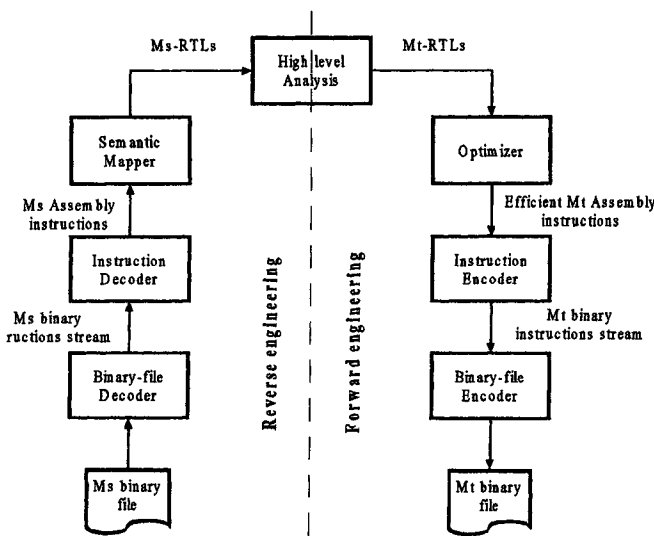 Ms-RTLs
High level
Analysis
Mt-RTLs
Semantic
Mapper
Optimizer
Ms Assembly
instructions
Efficient Mt Assembly
instructions
Instruction
Decoder
Instruction
Encoder
Ms binary
ructions stream
Mt binary
instructions stream
Binary-file
Decoder
Binary-file
Encoder
Reverse engineering
Forward engineering
Ms binary
file
Mt binary
file